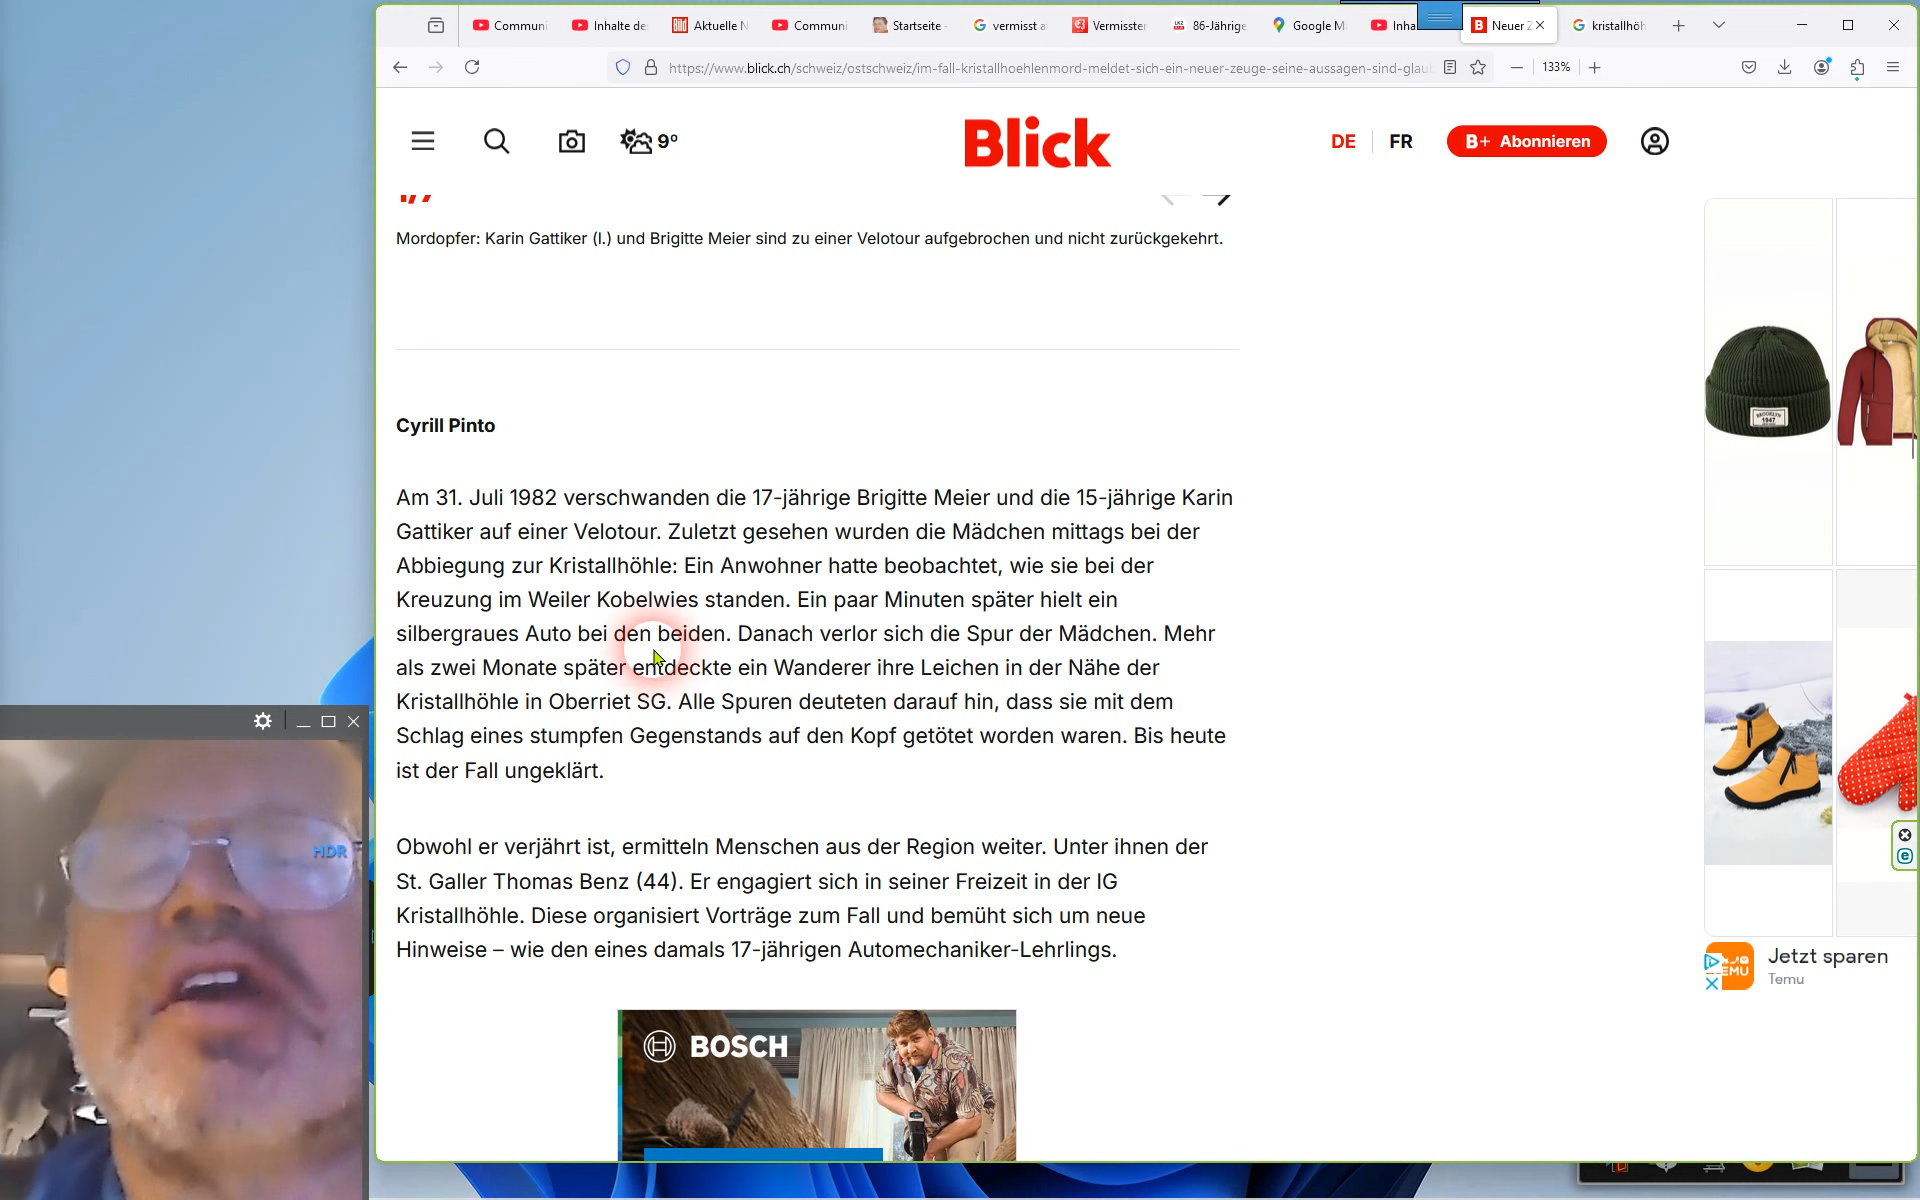 Communi
Inhalte de
Aktuelle N
Communi
Startseite -
vermisst a
Vermisster
86-Jährige
Google M
Inha
Neuer Z
kristallhöh
https://www.blick.ch/schweiz/ostschweiz/im-fall-kristallhoehlenmord-meldet-sich-ein-neuer-zeuge-seine-aussagen-sind-glaub
133%
9°
Blick
DE
FR
B+ Abonnieren
1/7
Mordopfer: Karin Gattiker (l.) und Brigitte Meier sind zu einer Velotour aufgebrochen und nicht zurückgekehrt.
Cyrill Pinto
Am 31. Juli 1982 verschwanden die 17-jährige Brigitte Meier und die 15-jährige Karin
Gattiker auf einer Velotour. Zuletzt gesehen wurden die Mädchen mittags bei der
Abbiegung zur Kristallhöhle: Ein Anwohner hatte beobachtet, wie sie bei der
Kreuzung im Weiler Kobelwies standen. Ein paar Minuten später hielt ein
silbergraues Auto bei den beiden. Danach verlor sich die Spur der Mädchen. Mehr
als zwei Monate später entdeckte ein Wanderer ihre Leichen in der Nähe der
Kristallhöhle in Oberriet SG. Alle Spuren deuteten darauf hin, dass sie mit dem
Schlag eines stumpfen Gegenstands auf den Kopf getötet worden waren. Bis heute
ist der Fall ungeklärt.
Obwohl er verjährt ist, ermitteln Menschen aus der Region weiter. Unter ihnen der
St. Galler Thomas Benz (44). Er engagiert sich in seiner Freizeit in der IG
Kristallhöhle. Diese organisiert Vorträge zum Fall und bemüht sich um neue
Hinweise – wie den eines damals 17-jährigen Automechaniker-Lehrlings.
BOSCH
BROOKLYN
1947
Jetzt sparen
Temu
HDR